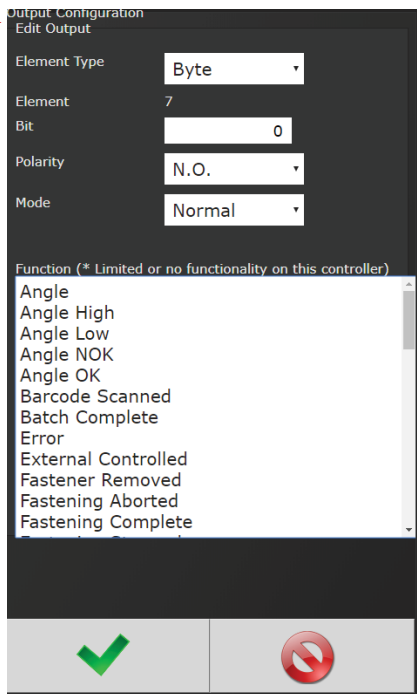 Output Configuration
Edit Output
Element Type
Byte
Element
7
Bit
0
Polarity
N.O.
Mode
Normal
Function (* Limited or no functionality on this controller)
Angle
Angle High
Angle Low
Angle NOK
Angle OK
Barcode Scanned
Batch Complete
Error
External Controlled
Fastener Removed
Fastening Aborted
Fastening Complete